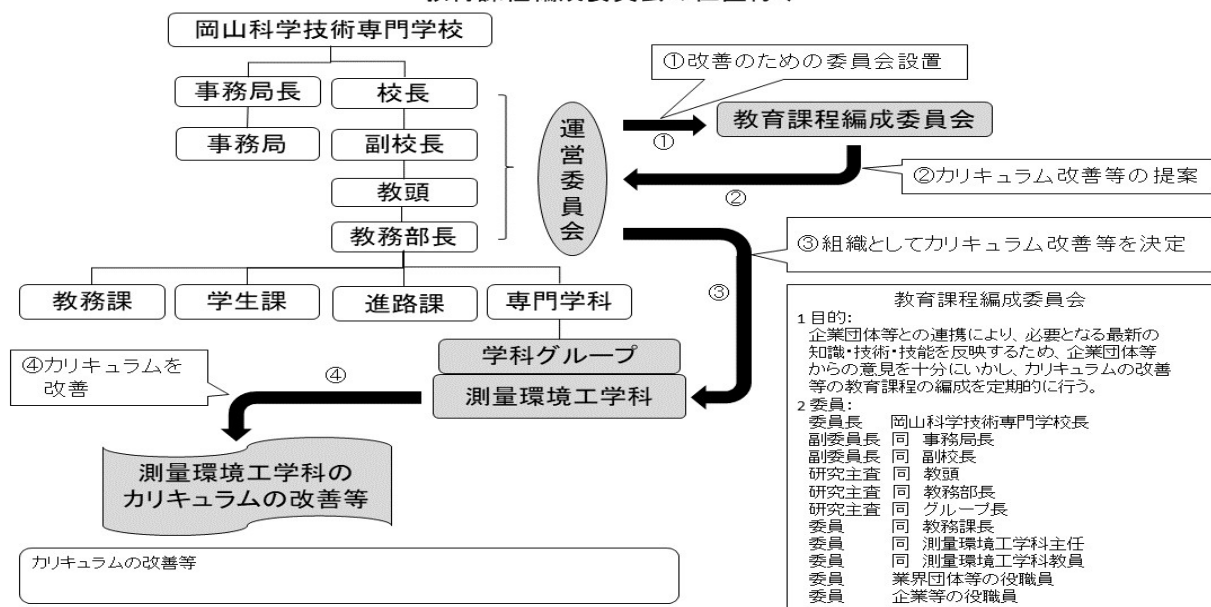 岡山科学技術専門学校
①改善のための委員会設置
事務局長
校長
事務局
副校長
教頭
教務部長
運営委員会
①
教育課程編成委員会
②カリキュラム改善等の提案
②
③組織としてカリキュラム改善等を決定
③
教務課
学生課
進路課
専門学科
学科グループ
測量環境工学科
④カリキュラムを
改善
④
測量環境工学科の
カリキュラムの改善等
カリキュラムの改善等
教育課程編成委員会
1 目的:
企業団体等との連携により、必要となる最新の
知識・技術・技能を反映するため、企業団体等
からの意見を十分にいかし、カリキュラムの改善
等の教育課程の編成を定期的に行う。
2 委員:
委員長 岡山科学技術専門学校長
副委員長 同 事務局長
副委員長 同 副校長
研究主査 同 教頭
研究主査 同 教務部長
研究主査 同 グループ長
委員 同 教務課長
委員 同 測量環境工学科主任
委員 同 測量環境工学科教員
委員 業界団体等の役職員
委員 企業等の役職員